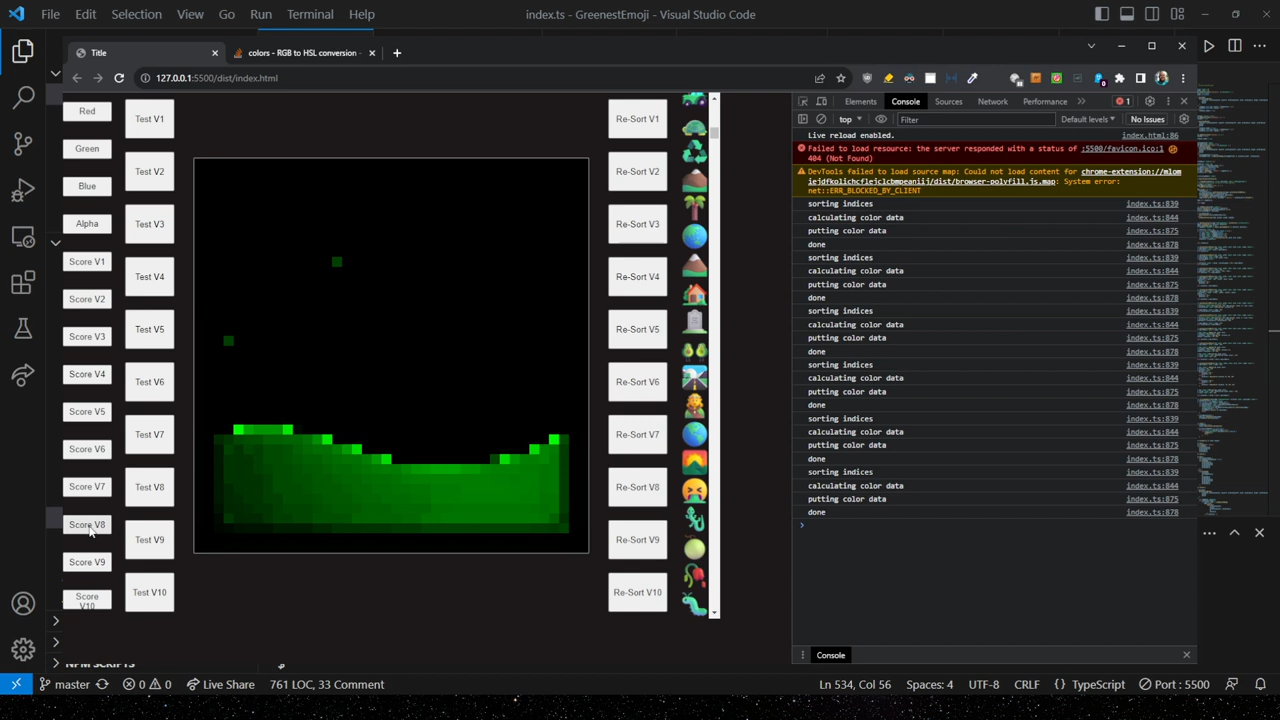 File Edit Selection View Go Run Terminal Help
index.ts - GreenestEmoji - Visual Studio Code
Title
colors - RGB to HSL conversion
127.0.0.1:5500/dist/index.html
Red
Green
Blue
Alpha
Score V1
Score V2
Score V3
Score V4
Score V5
Score V6
Score V7
Score V8
Score V9
Score
V10
Test V1
Test V2
Test V3
Test V4
Test V5
Test V6
Test V7
Test V8
Test V9
Test V10
Re-Sort V1
Re-Sort V2
Re-Sort V3
Re-Sort V4
Re-Sort V5
Re-Sort V6
Re-Sort V7
Re-Sort V8
Re-Sort V9
Re-Sort V10
Elements Console Sources Network Performance 1
top Filter Default levels No Issues
Live reload enabled. index.html:86
Failed to load resource: the server responded with a status of :5500/favicon.ico:1
404 (Not Found)
DevTools failed to load source map: Could not load content for chrome-extension://mlom
iejdfkolichcflejclcbmpeaniij/dist/browser-polyfill.js.map: System error:
net::ERR_BLOCKED_BY_CLIENT
sorting indices index.ts:839
calculating color data index.ts:844
putting color data index.ts:875
done index.ts:878
sorting indices index.ts:839
calculating color data index.ts:844
putting color data index.ts:875
done index.ts:878
sorting indices index.ts:839
calculating color data index.ts:844
putting color data index.ts:875
done index.ts:878
sorting indices index.ts:839
calculating color data index.ts:844
putting color data index.ts:875
done index.ts:878
sorting indices index.ts:839
calculating color data index.ts:844
putting color data index.ts:875
done index.ts:878
sorting indices index.ts:839
calculating color data index.ts:844
putting color data index.ts:875
done index.ts:878
Console
NPM SCRIPTS
$
master 0 0 Live Share 761 LOC, 33 Comment Ln 534, Col 56 Spaces: 4 UTF-8 CRLF {} TypeScript Port : 5500